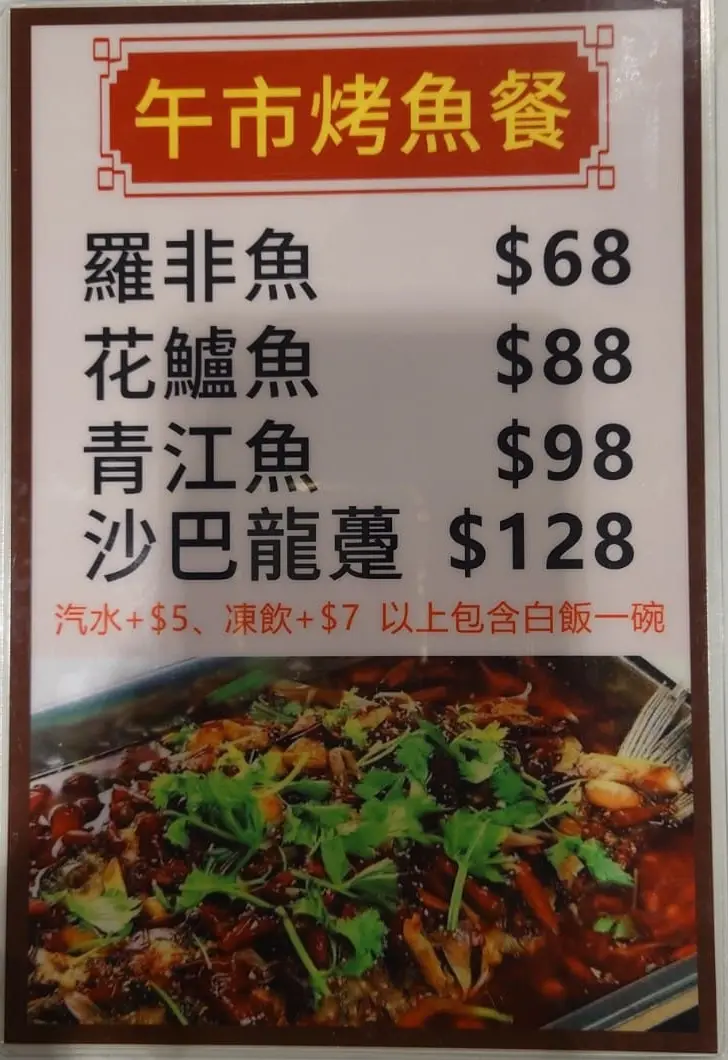 午市烤魚餐
羅非魚 $68
花鱸魚 $88
青江魚 $98
沙巴龍躉 $128
汽水+$5、凍飲+$7 以上包含白飯一碗